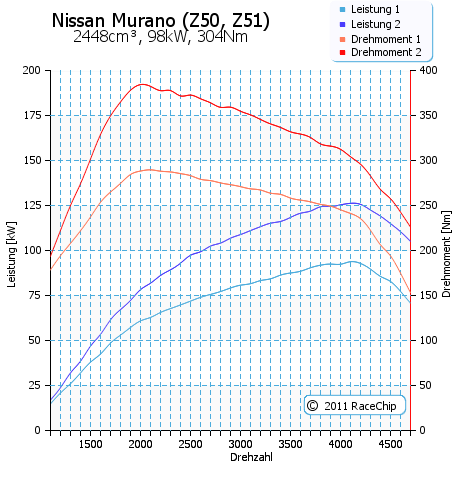 Nissan Murano (Z50, Z51)
2448cm³, 98kW, 304Nm
Leistung 1
Leistung 2
Drehmoment 1
Drehmoment 2
200
175
150
125
100
75
50
25
0
Leistung [kW]
400
350
300
250
200
150
100
50
0
Drehmoment [Nm]
1500 2000 2500 3000 3500 4000 4500
Drehzahl
© 2011 RaceChip